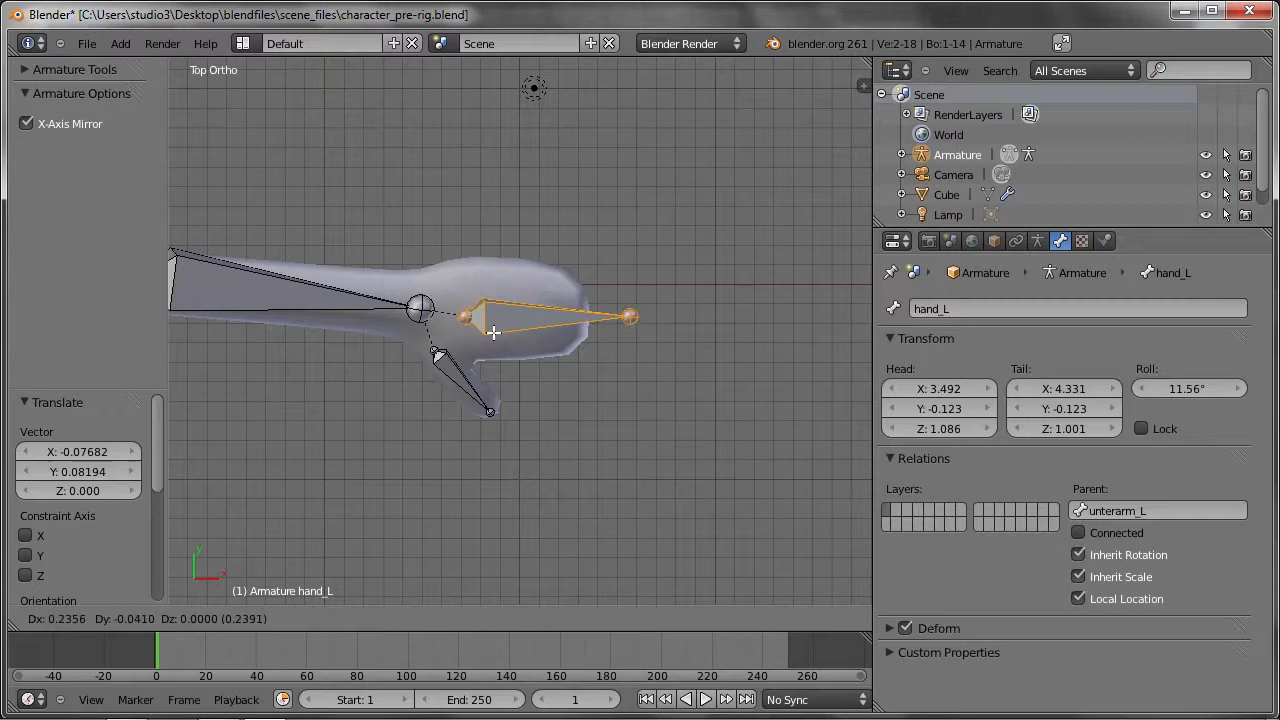 Blender* [C:\Users\studio3\Desktop\blendfiles\scene_files\character_pre-rig.blend]
File Add Render Help Default Scene Blender Render blender.org 261 | Ve:2-18 | Bo:1-14 | Armature
Armature Tools
Armature Options
X-Axis Mirror
Top Ortho
View Search All Scenes
Scene
RenderLayers
World
Armature
Camera
Cube
Lamp
Armature Armature hand_L
hand_L
Transform
Head: Tail: Roll:
X: 3.492 X: 4.331 11.56°
Y: -0.123 Y: -0.123
Z: 1.086 Z: 1.001 Lock
Relations
Layers: Parent:
unterarm_L
Connected
Inherit Rotation
Inherit Scale
Local Location
Deform
Custom Properties
Translate
Vector
X: -0.07682
Y: 0.08194
Z: 0.000
Constraint Axis
X
Y
Z
Orientation
y
x
(1) Armature hand_L
Dx: 0.2356 Dy: -0.0410 Dz: 0.0000 (0.2391)
-40 -20 0 20 40 60 80 100 120 140 160 180 200 220 240 260
View Marker Frame Playback Start: 1 End: 250 1 No Sync